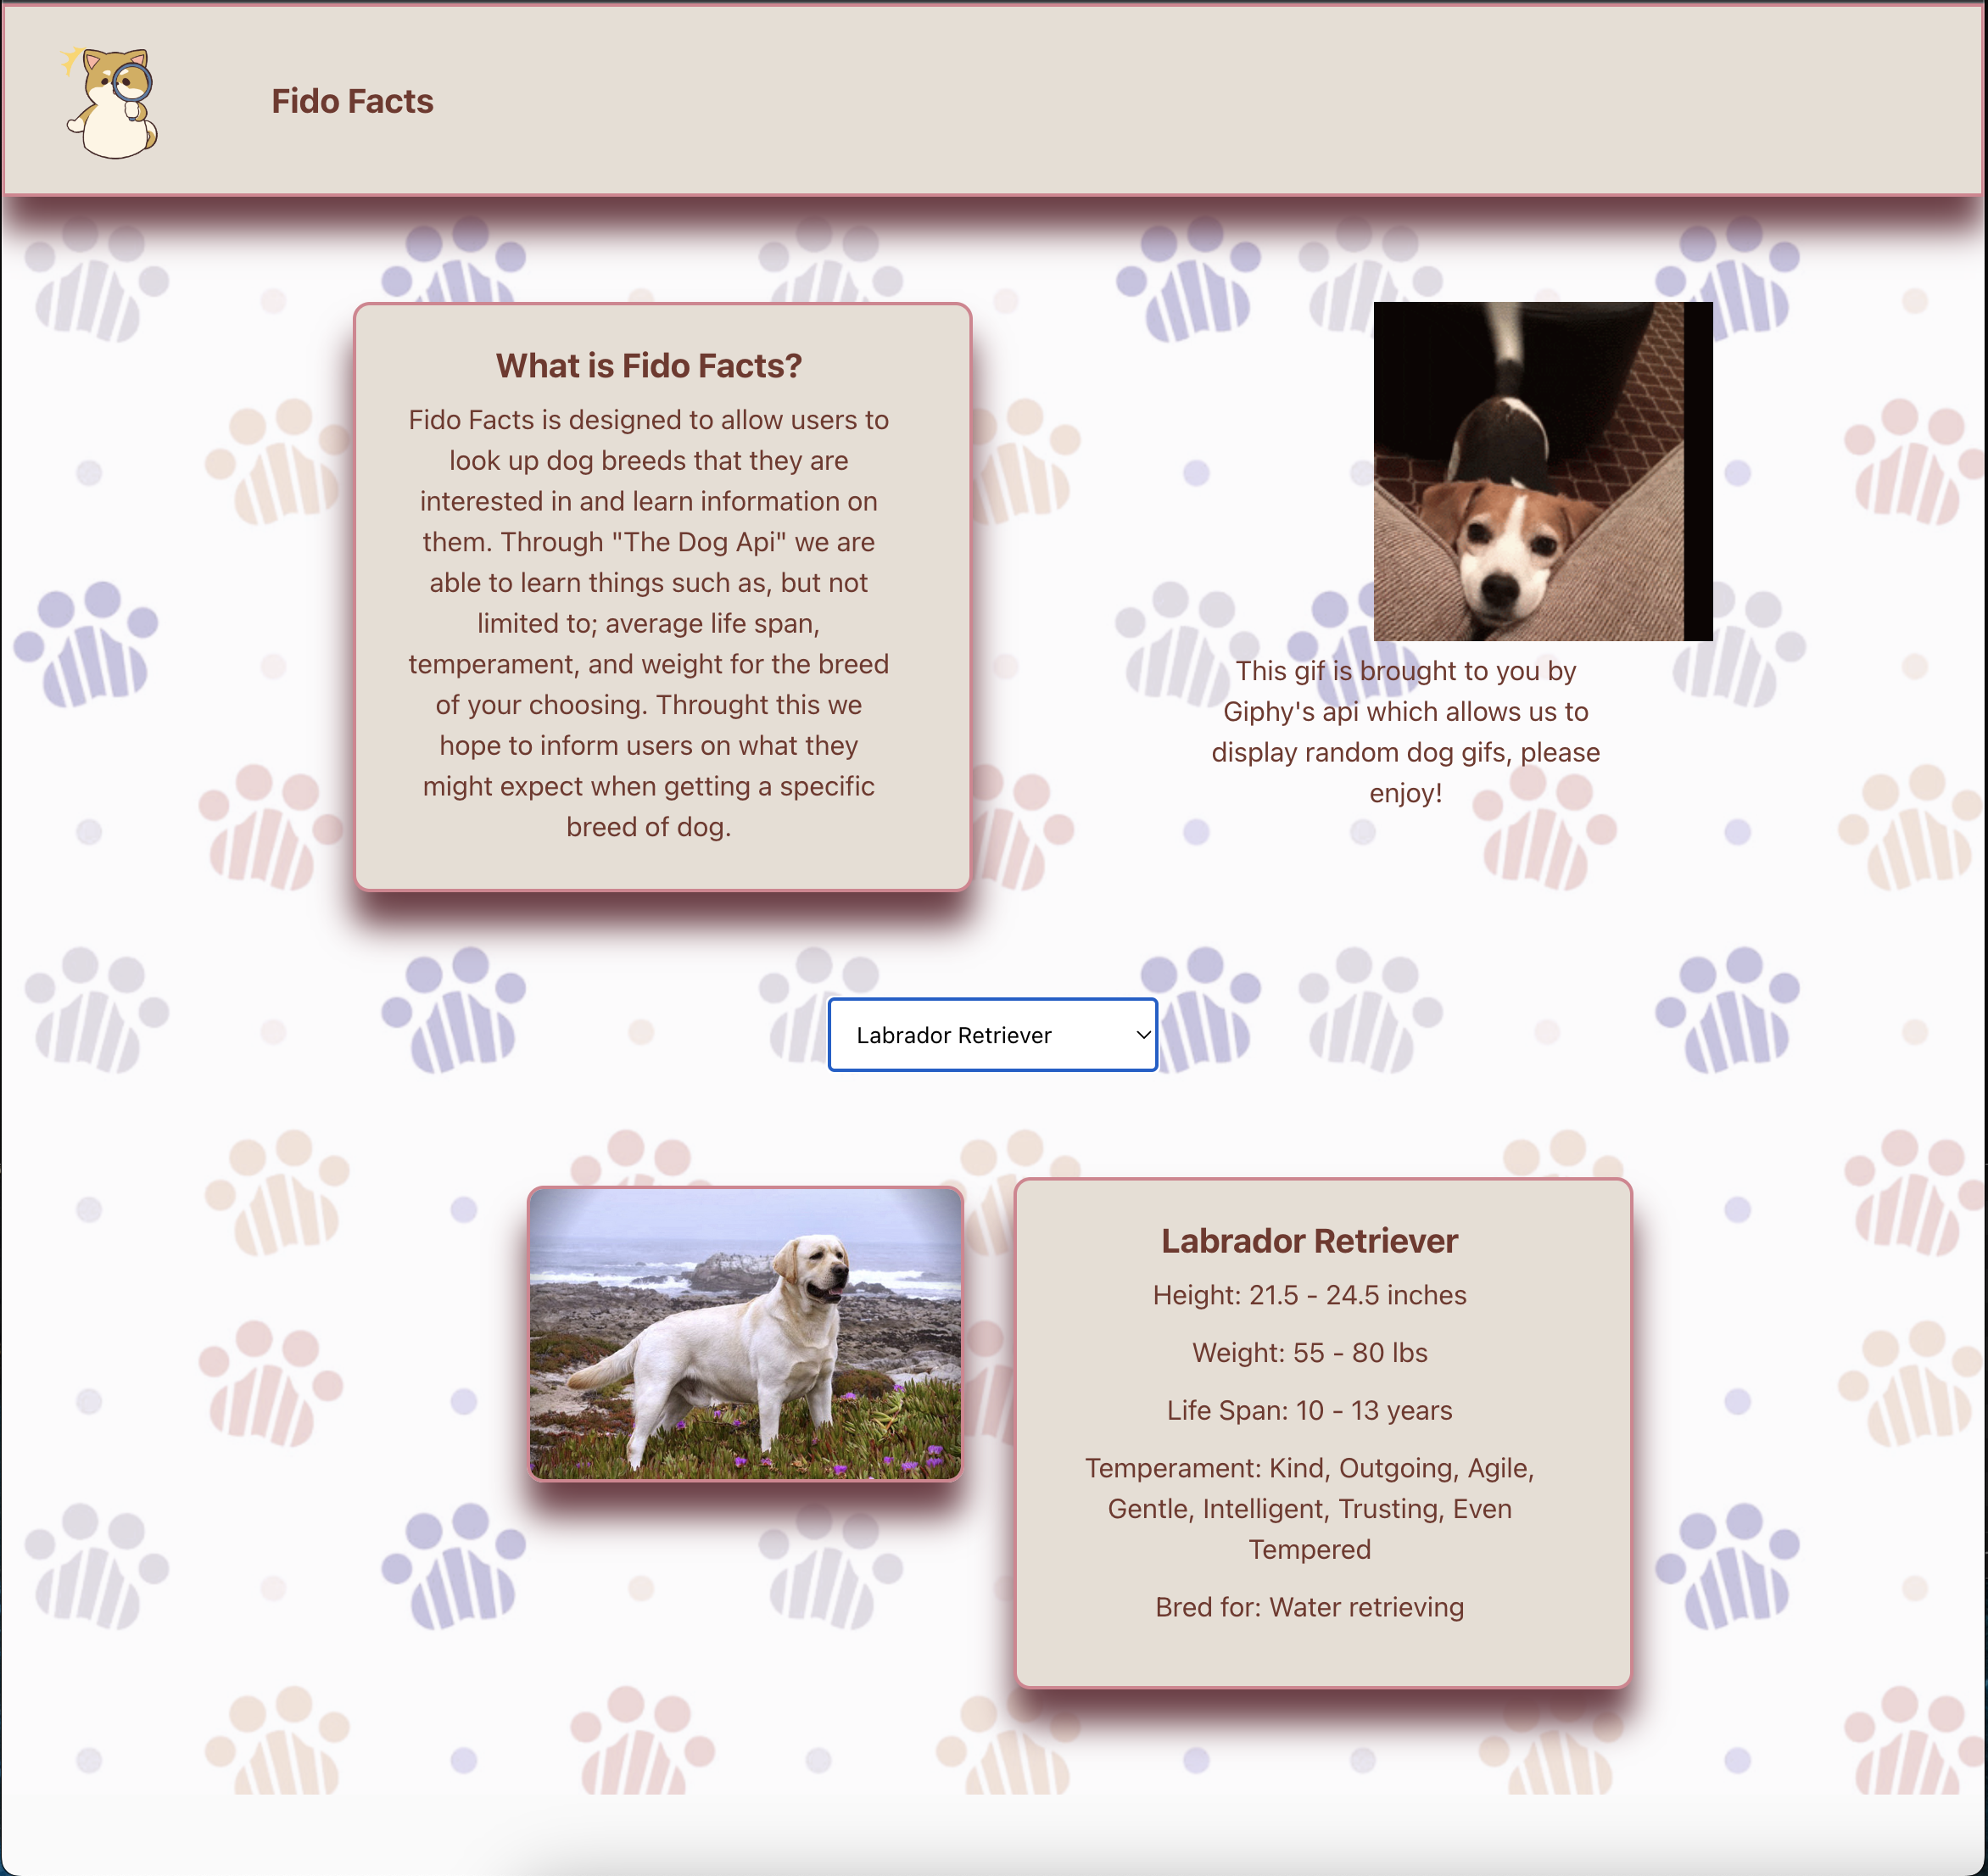 Fido Facts
What is Fido Facts?
Fido Facts is designed to allow users to
look up dog breeds that they are
interested in and learn information on
them. Through "The Dog Api" we are
able to learn things such as, but not
limited to; average life span,
temperament, and weight for the breed
of your choosing. Throught this we
hope to inform users on what they
might expect when getting a specific
breed of dog.
This gif is brought to you by
Giphy's api which allows us to
display random dog gifs, please
enjoy!
Labrador Retriever
Labrador Retriever
Height: 21.5 - 24.5 inches
Weight: 55 - 80 lbs
Life Span: 10 - 13 years
Temperament: Kind, Outgoing, Agile,
Gentle, Intelligent, Trusting, Even
Tempered
Bred for: Water retrieving